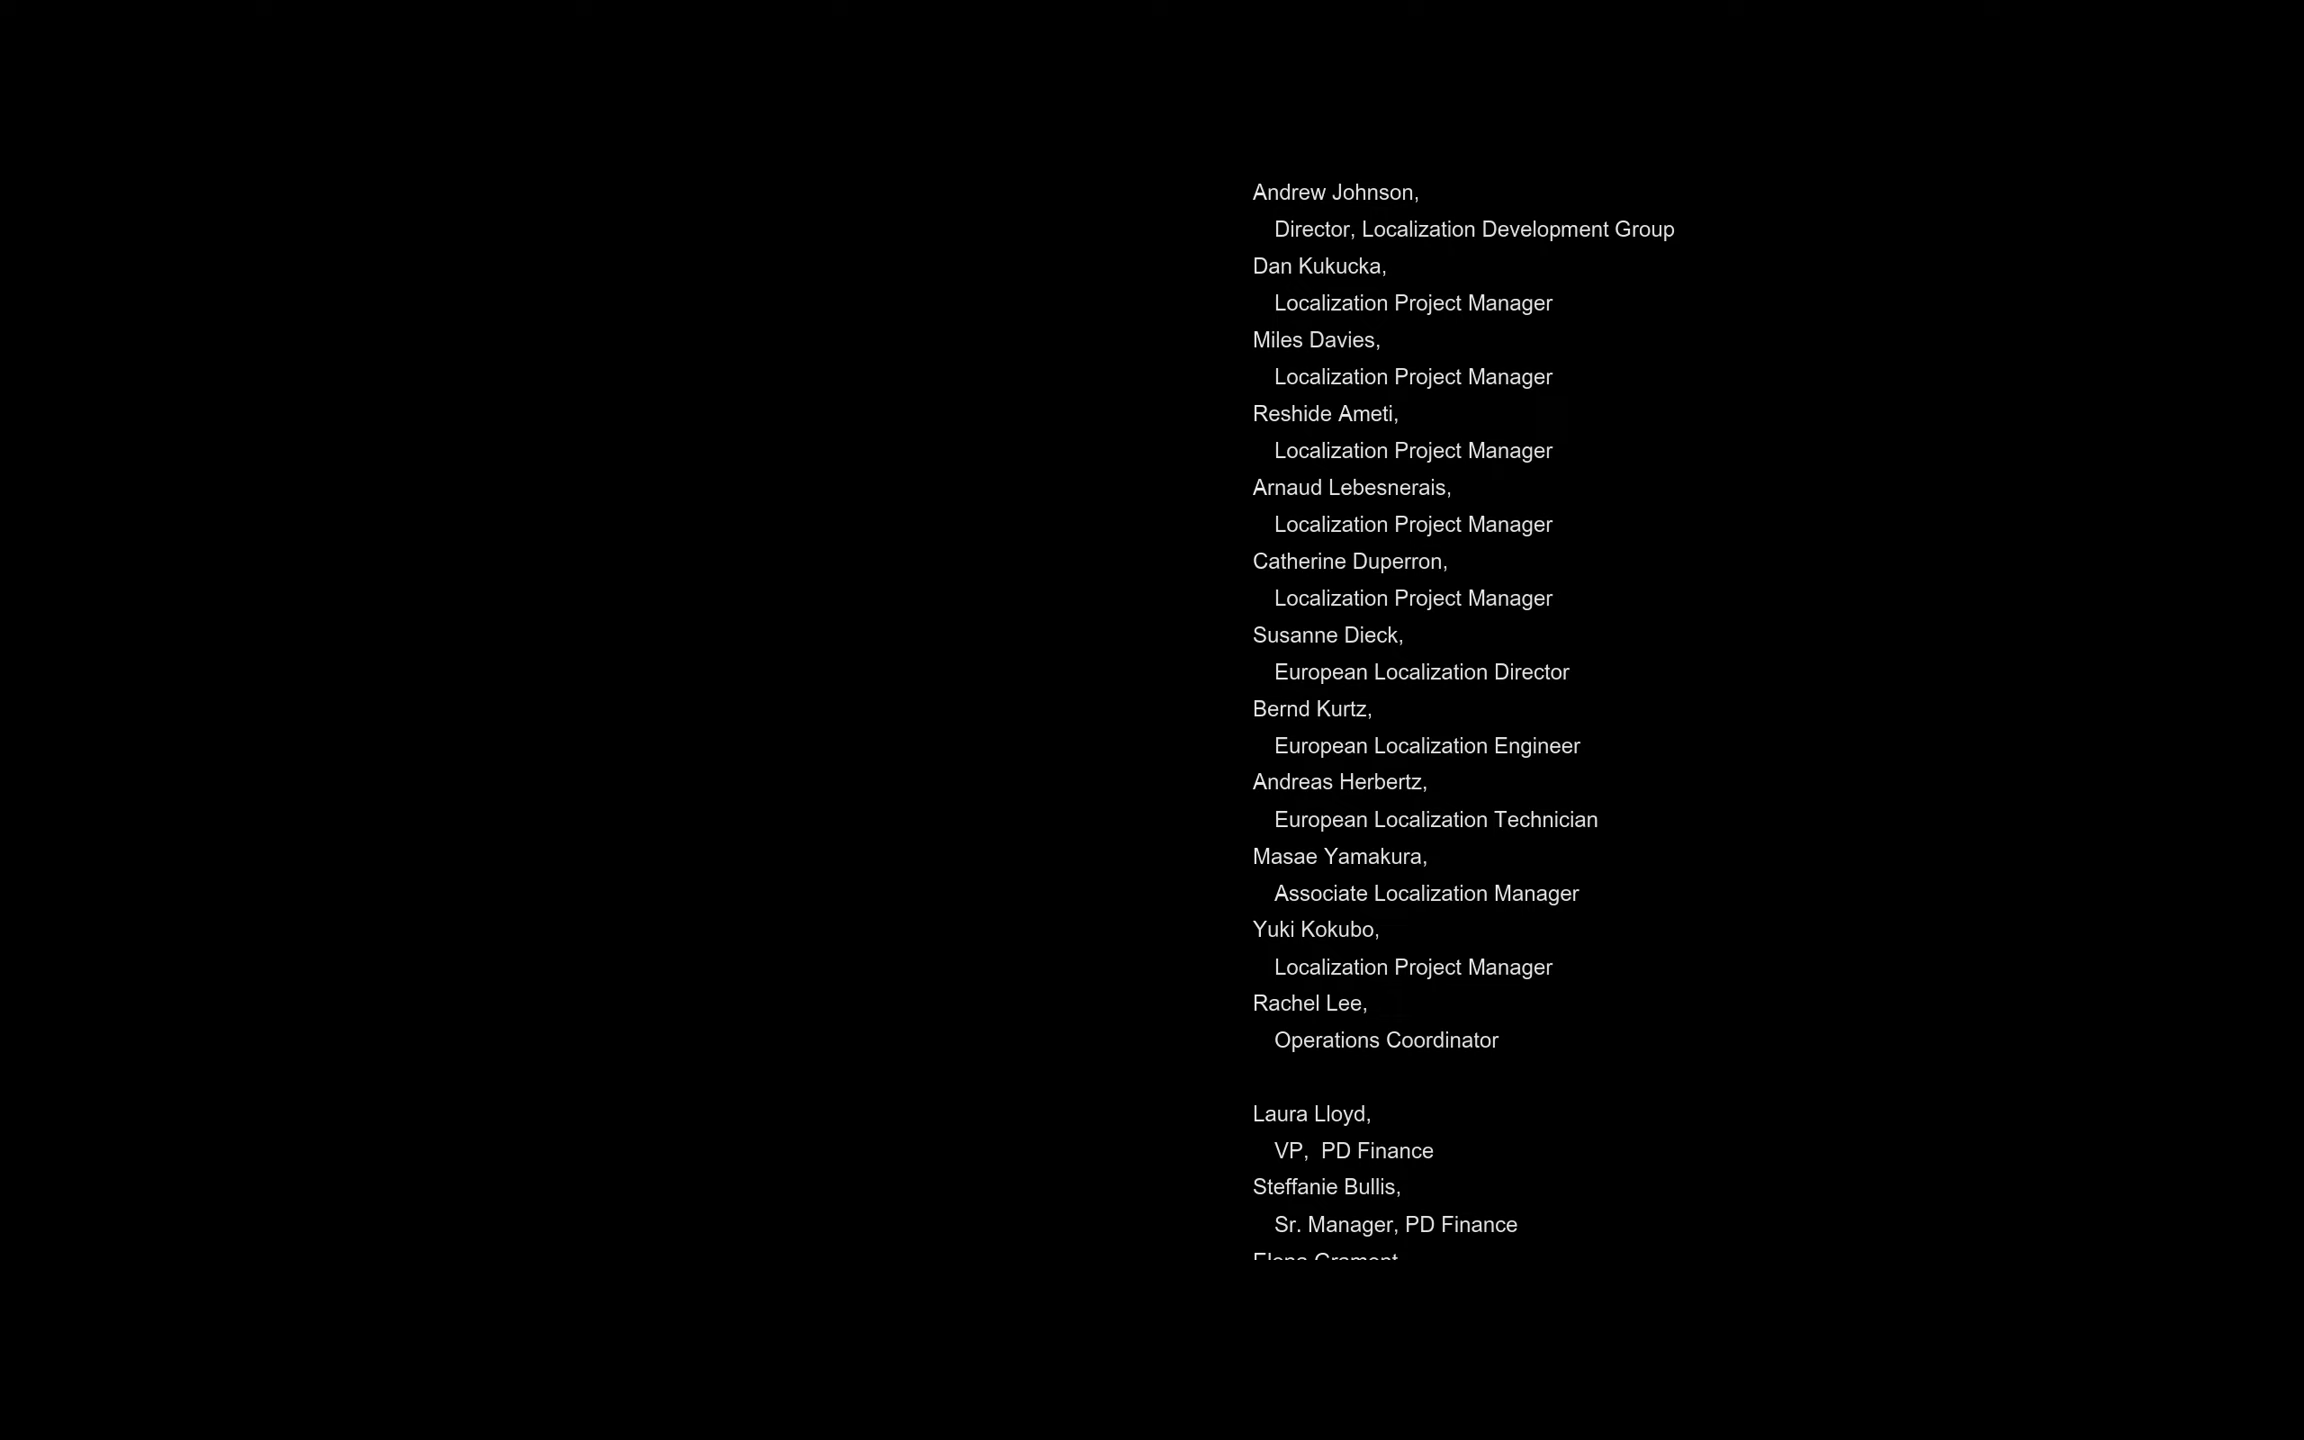 Andrew Johnson,
Director, Localization Development Group
Dan Kukucka,
Localization Project Manager
Miles Davies,
Localization Project Manager
Reshide Ameti,
Localization Project Manager
Arnaud Lebesnerais,
Localization Project Manager
Catherine Duperron,
Localization Project Manager
Susanne Dieck,
European Localization Director
Bernd Kurtz,
European Localization Engineer
Andreas Herbertz,
European Localization Technician
Masae Yamakura,
Associate Localization Manager
Yuki Kokubo,
Localization Project Manager
Rachel Lee,
Operations Coordinator
Laura Lloyd,
VP,  PD Finance
Steffanie Bullis,
Sr. Manager, PD Finance